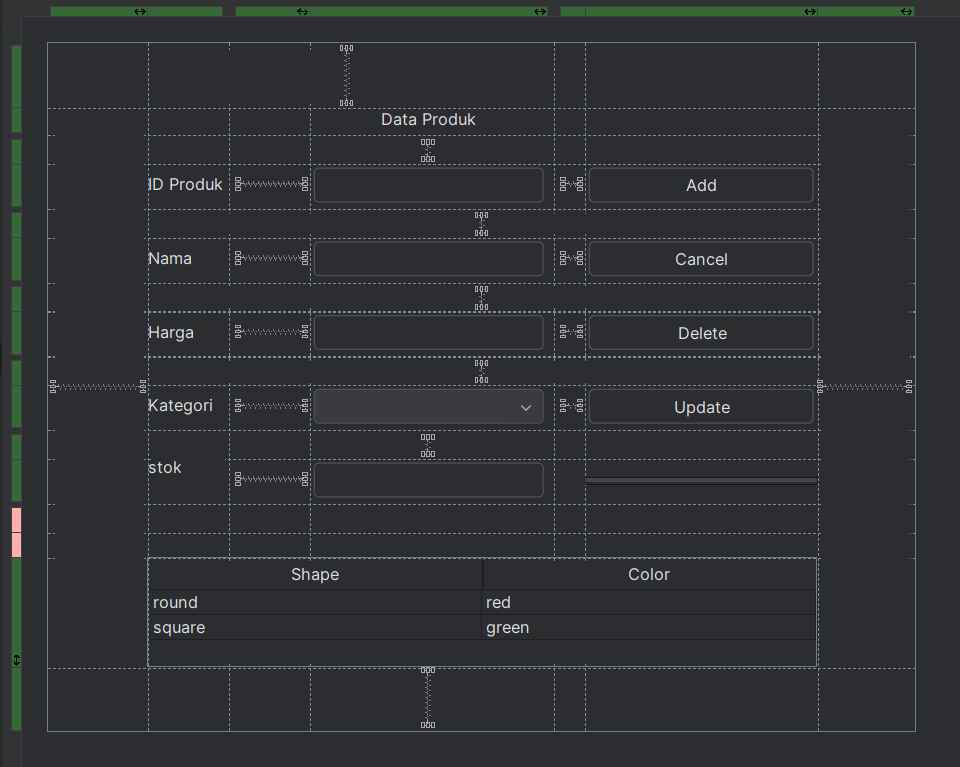 Data Produk
ID Produk Add
Nama Cancel
Harga Delete
Kategori Update
stok
Shape Color
round red
square green